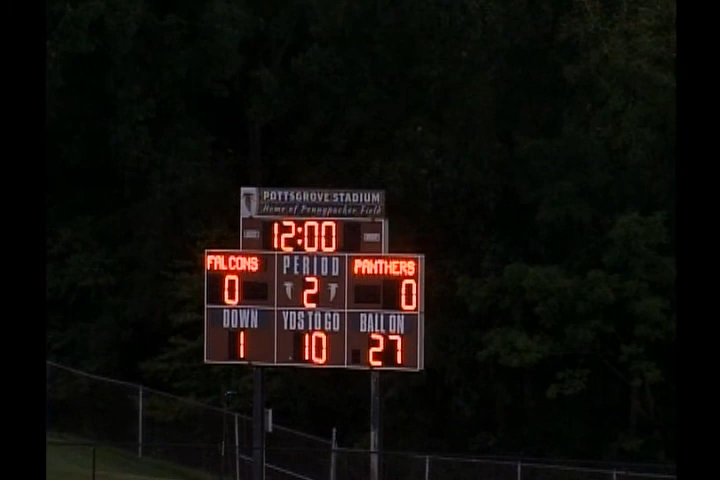 POTTSGROVE STADIUM
Home of Pennypacker Field
12:00
FALCONS PERIOD PANTHERS
0 2 0
DOWN YDS TO GO BALL ON
1 10 27